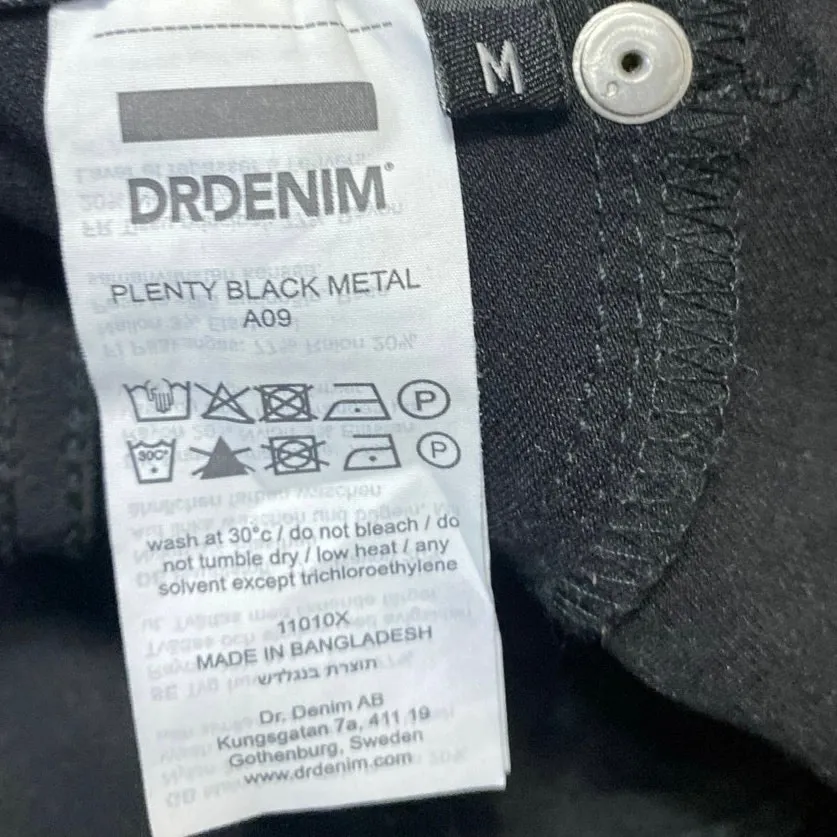 M
DRDENIM®
PLENTY BLACK METAL
A09
P
30C°
P
wash at 30°c / do not bleach / do
not tumble dry / low heat / any
solvent except trichloroethylene
11010X
MADE IN BANGLADESH
תוצרת בנגלדש
Dr. Denim AB
Kungsgatan 7a, 411 19
Gothenburg, Sweden
www.drdenim.com